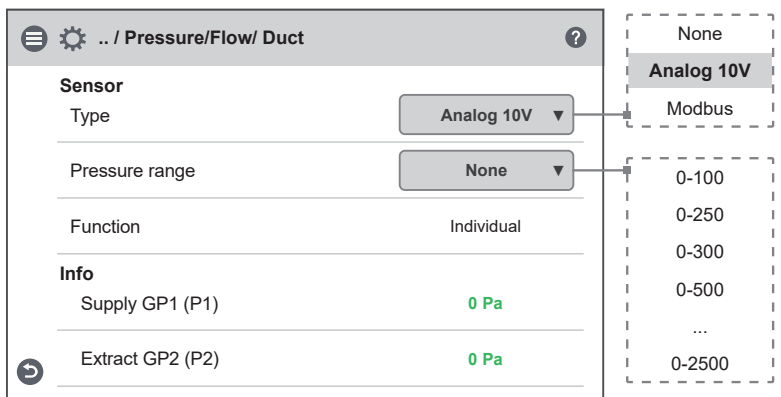 .. / Pressure/Flow/ Duct ?
Sensor
Type Analog 10V ▼
Pressure range None ▼
Function Individual
Info
Supply GP1 (P1) 0 Pa
Extract GP2 (P2) 0 Pa
None
Analog 10V
Modbus
0-100
0-250
0-300
0-500
...
0-2500